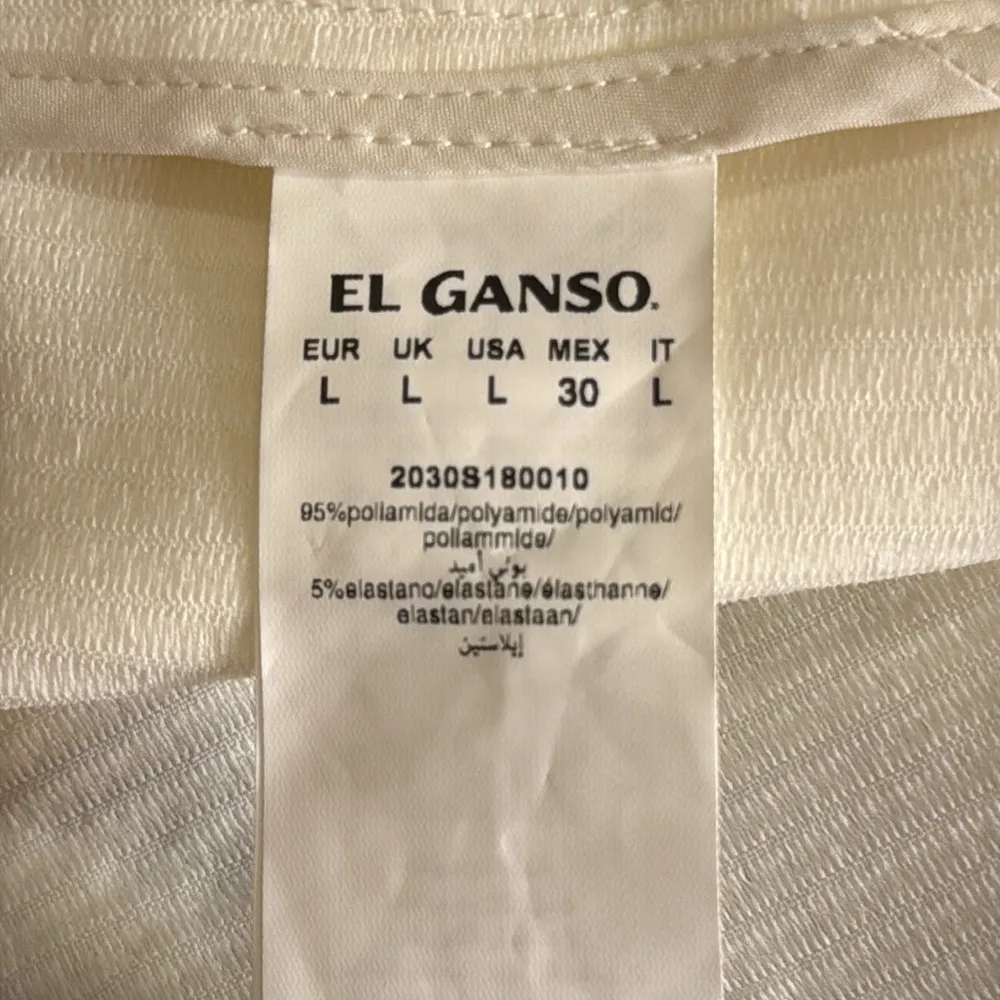 EL GANSO.
EUR UK USA MEX IT
L L L 30 L
2030S180010
95%poliamida/polyamide/polyamid/
poliammide/
بولي أميد
5%elastano/elastane/élasthanne/
elastan/elastaan/
إيلاستين